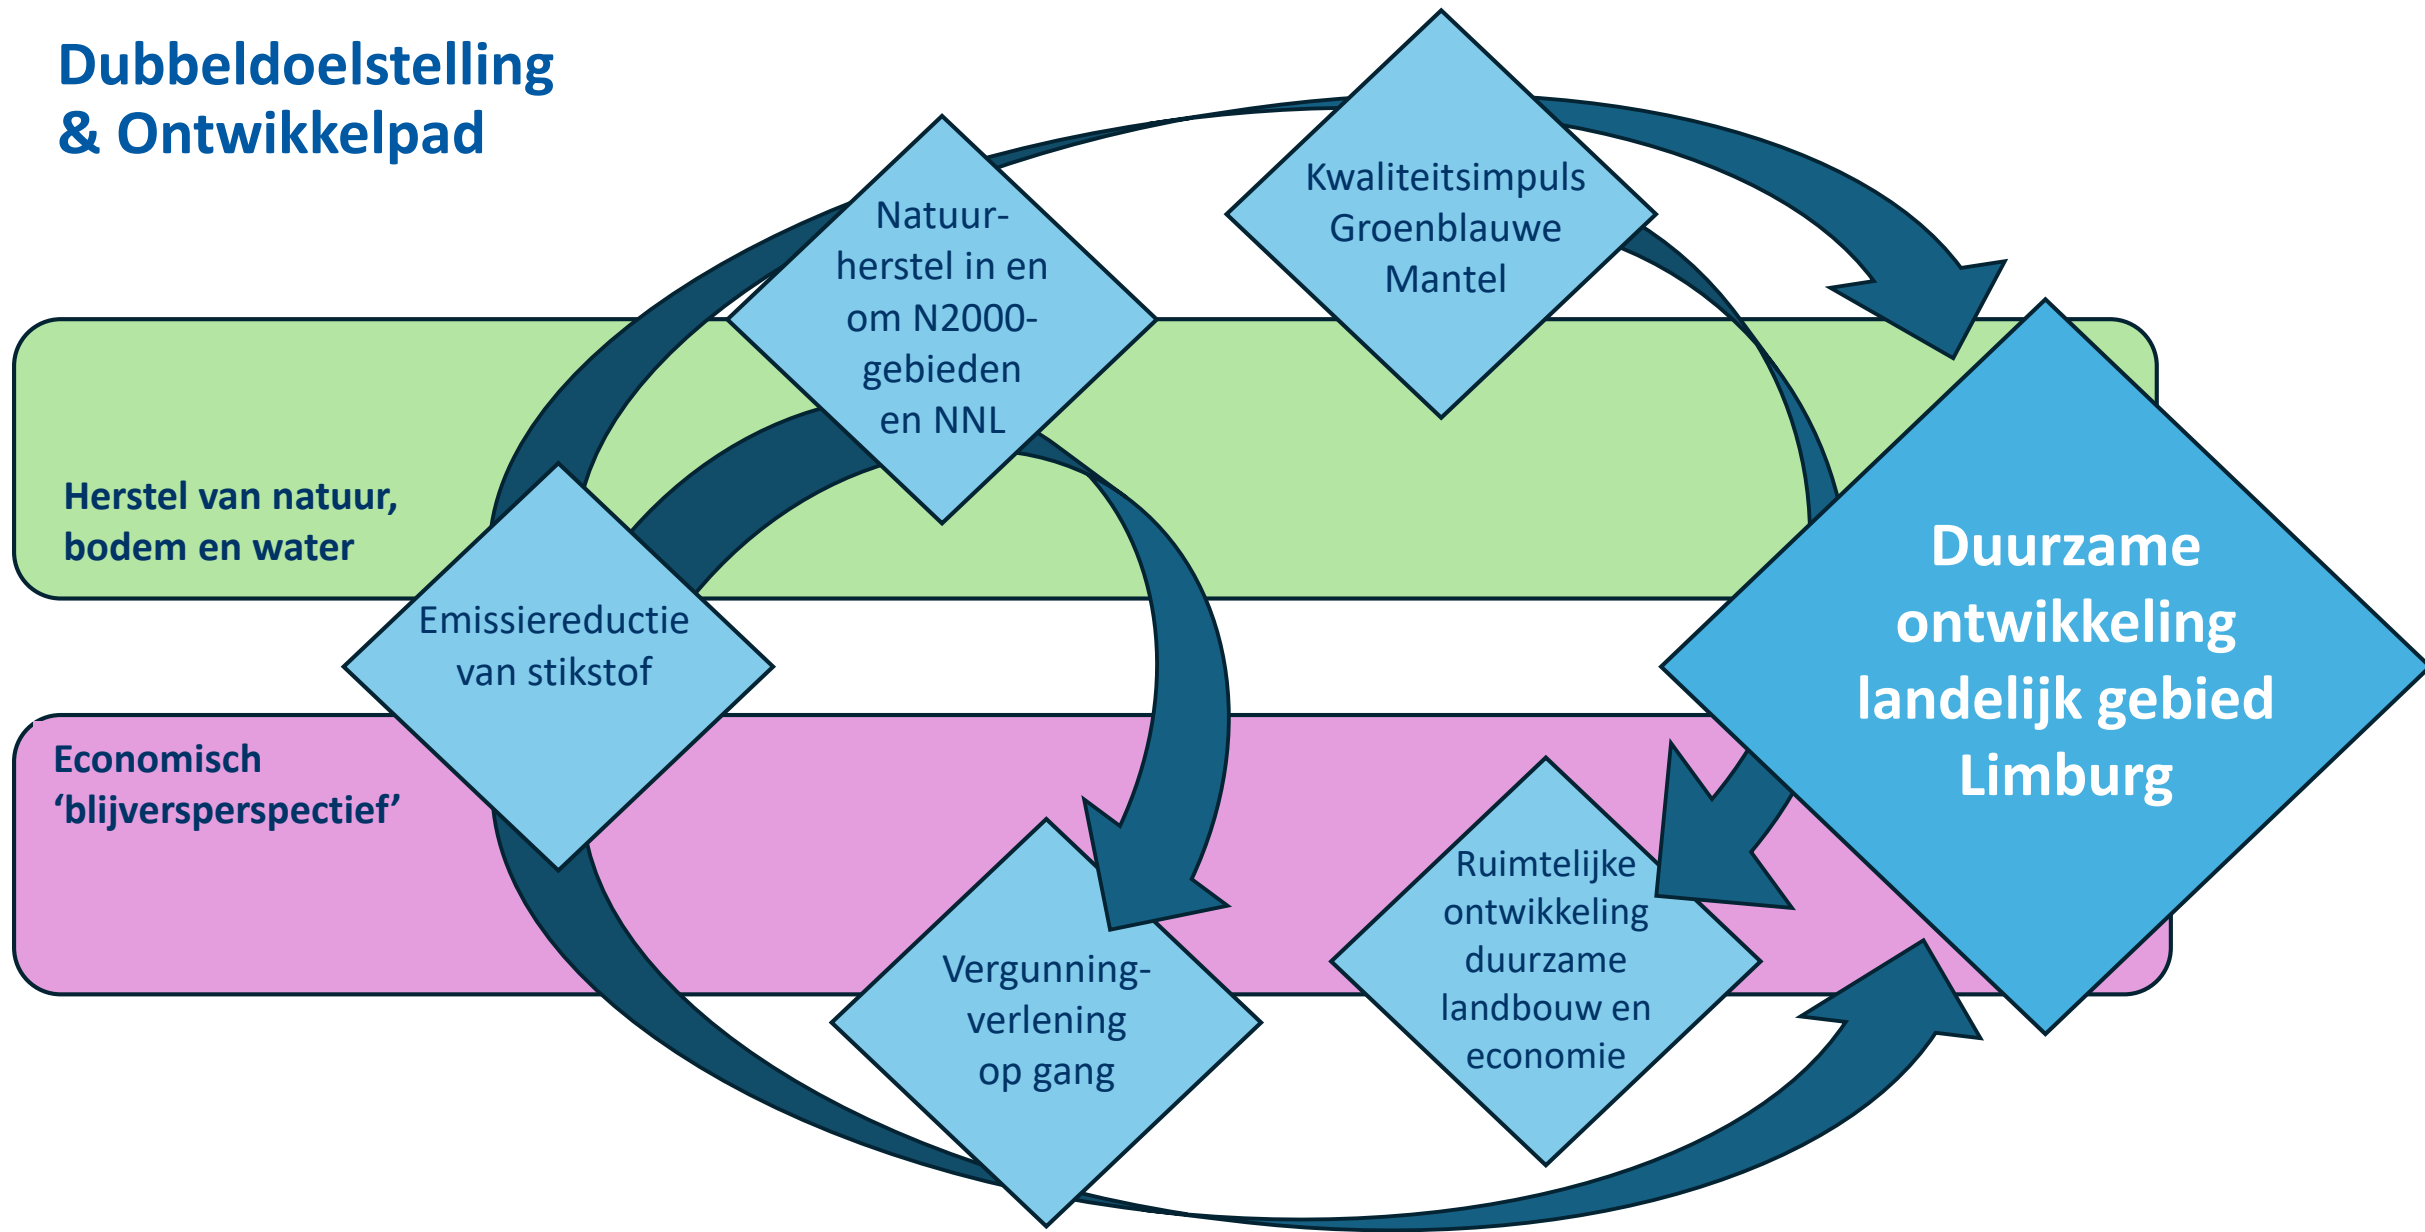 Dubbeldoelstelling
& Ontwikkelpad
Natuur-
herstel in en
om N2000-
gebieden
en NNL
Kwaliteitsimpuls
Groenblauwe
Mantel
Herstel van natuur,
bodem en water
Emissiereductie
van stikstof
Duurzame
ontwikkeling
landelijk gebied
Limburg
Economisch
‘blijversperspectief’
Vergunning-
verlening
op gang
Ruimtelijke
ontwikkeling
duurzame
landbouw en
economie